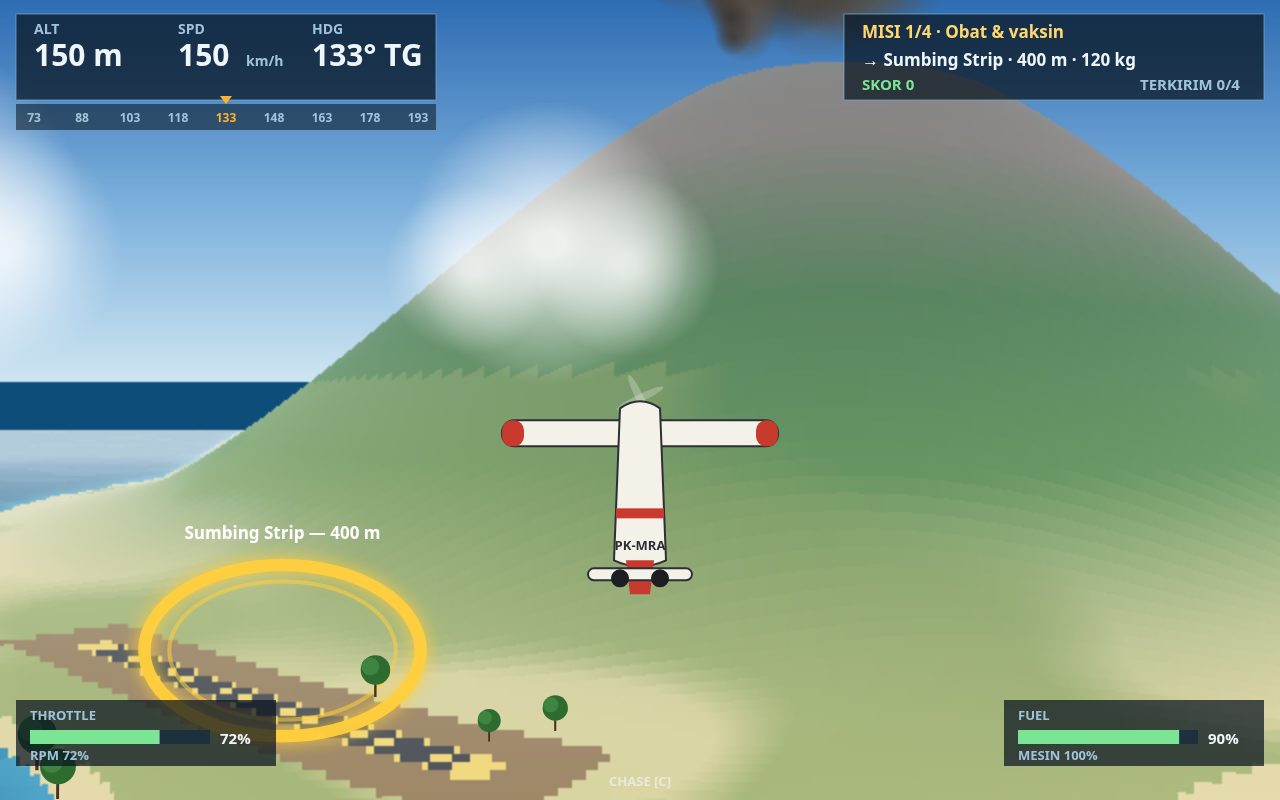 ALT SPD HDG
150 m 150 km/h 133° TG
73 88 103 118 133 148 163 178 193
MISI 1/4 · Obat & vaksin
→ Sumbing Strip · 400 m · 120 kg
SKOR 0 TERKIRIM 0/4
Sumbing Strip — 400 m
PK-MRA
THROTTLE
72%
RPM 72%
FUEL
90%
MESIN 100%
CHASE [C]